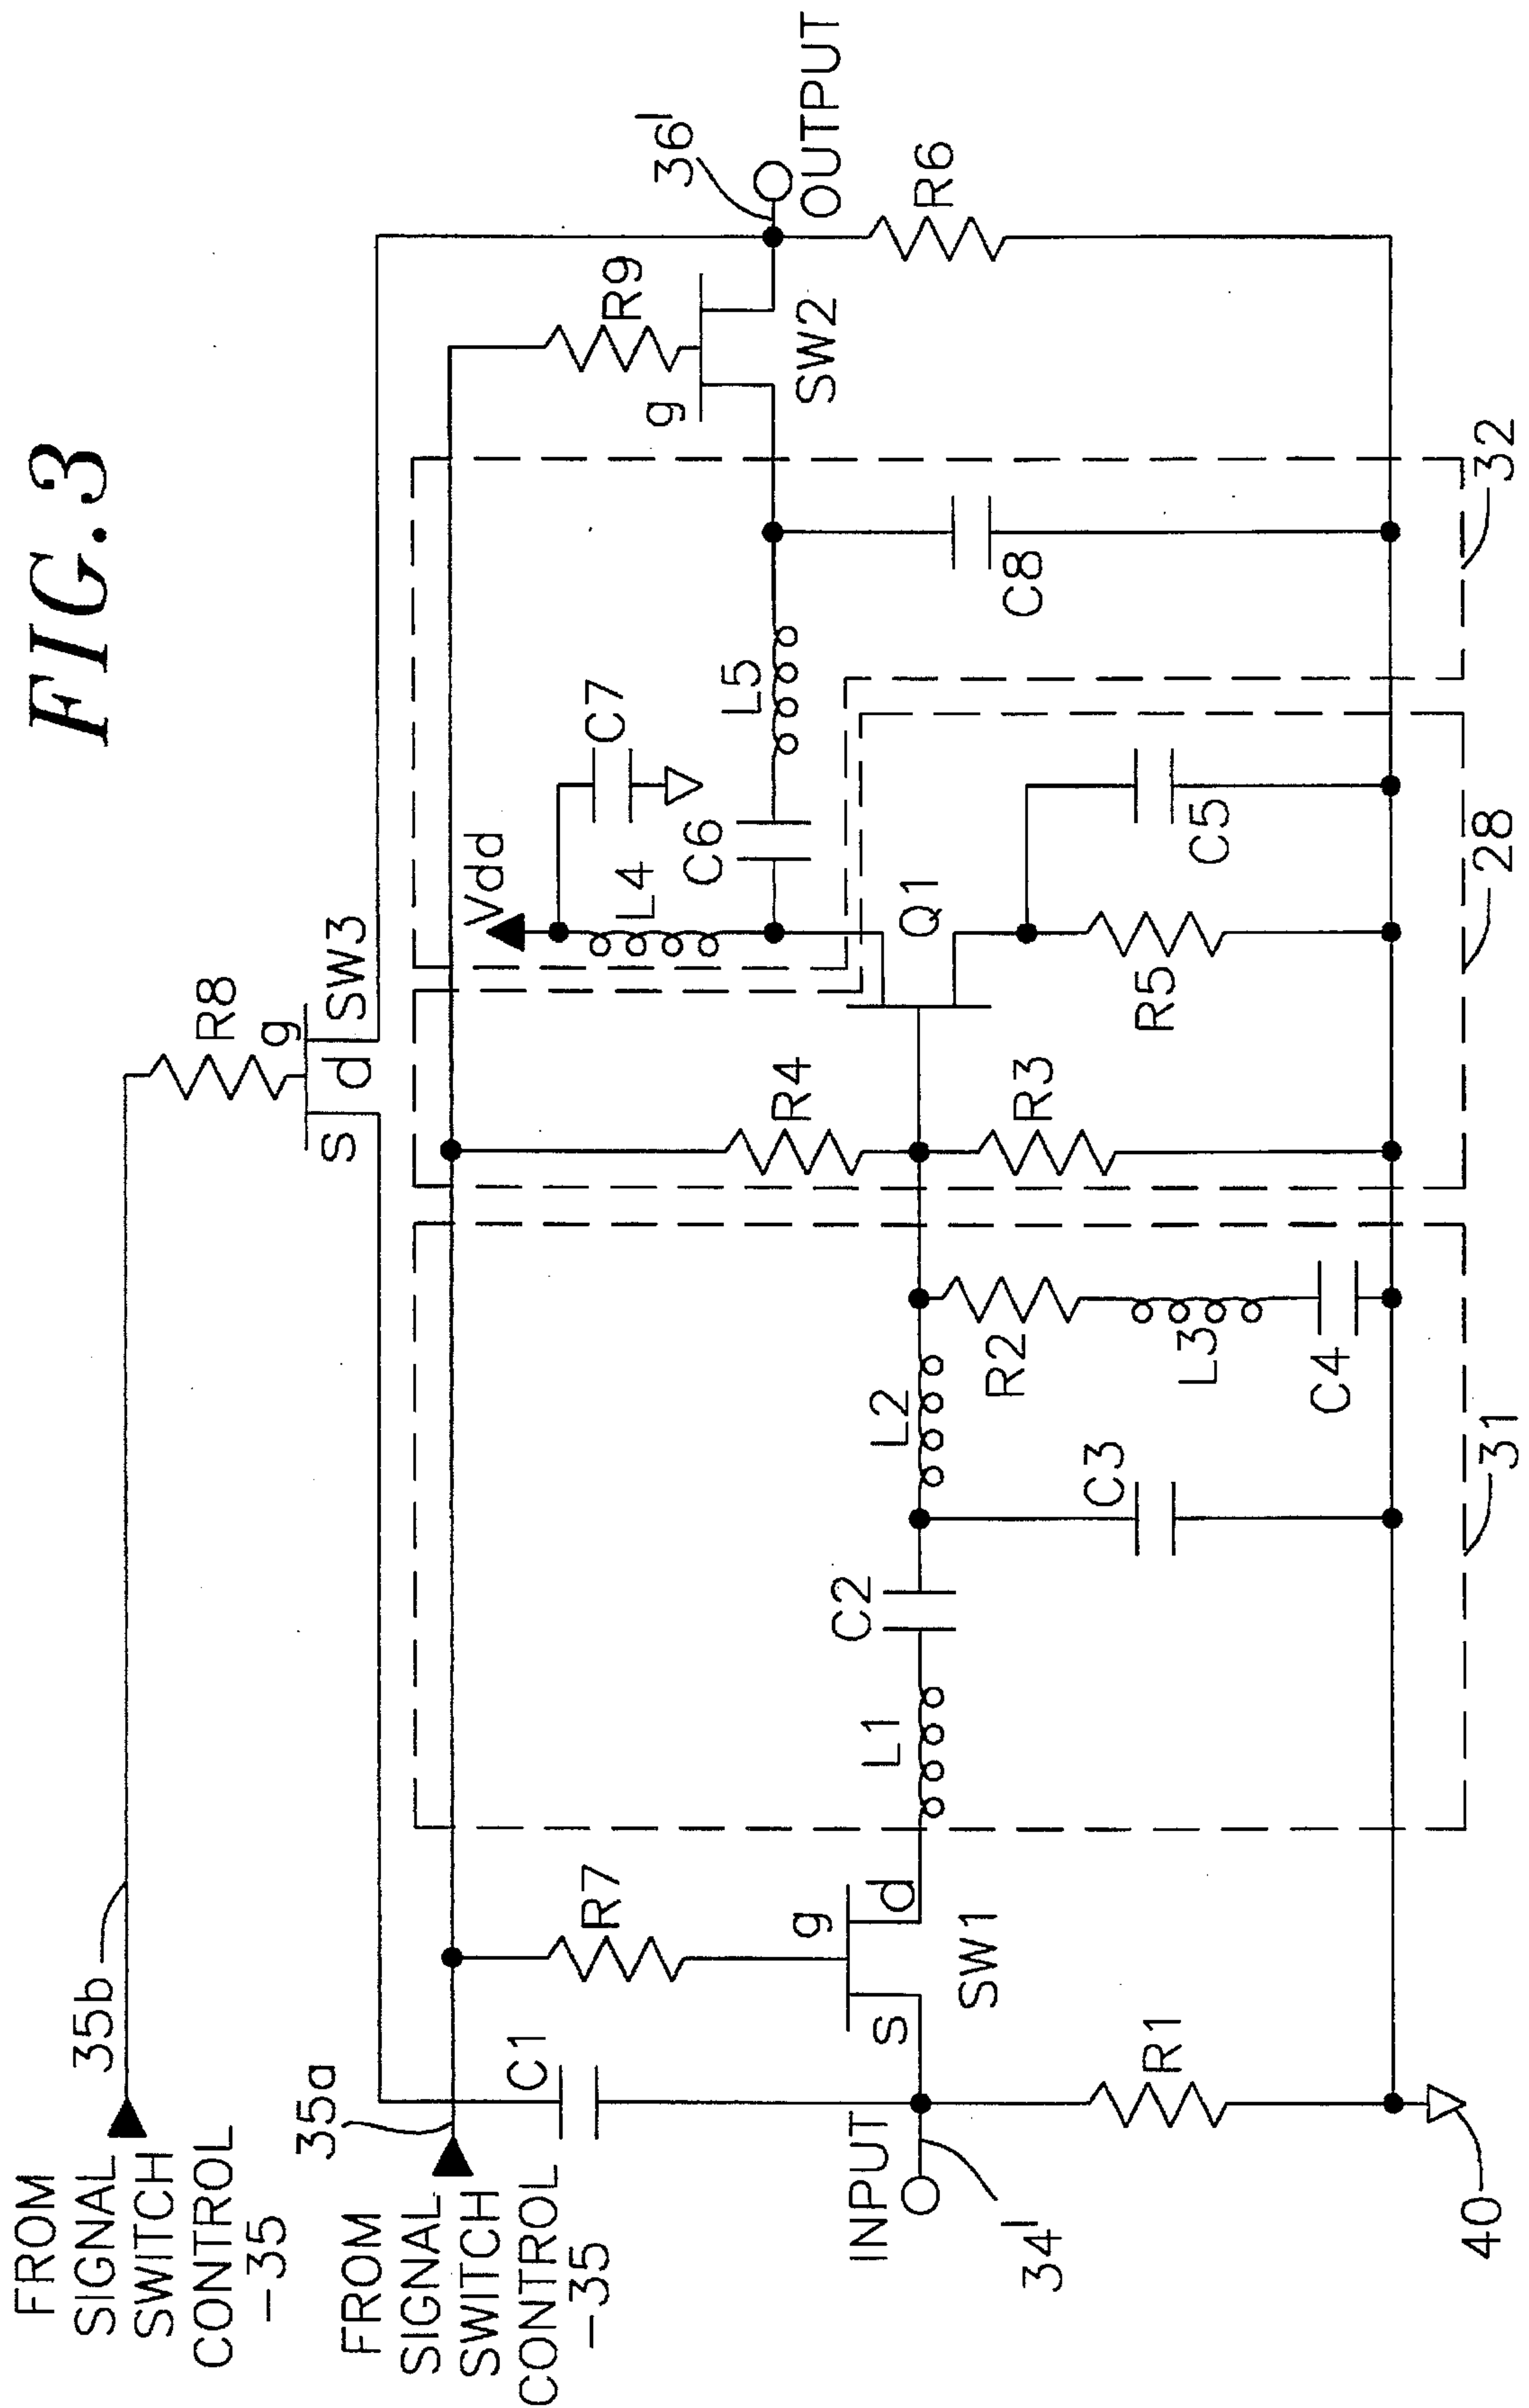 FIG.3
FROM
SIGNAL
SWITCH
CONTROL
-35
35b
R8
g
s
d
SW3
FROM
SIGNAL
SWITCH
CONTROL
-35
35a
C1
R7
g
s
d
SW1
INPUT
34'
R1
40
L1
C2
C3
L2
R2
L3
C4
31
R4
R3
Q1
R5
C5
28
Vdd
L4
C7
C6
L5
C8
32
R9
g
SW2
36'
OUTPUT
R6